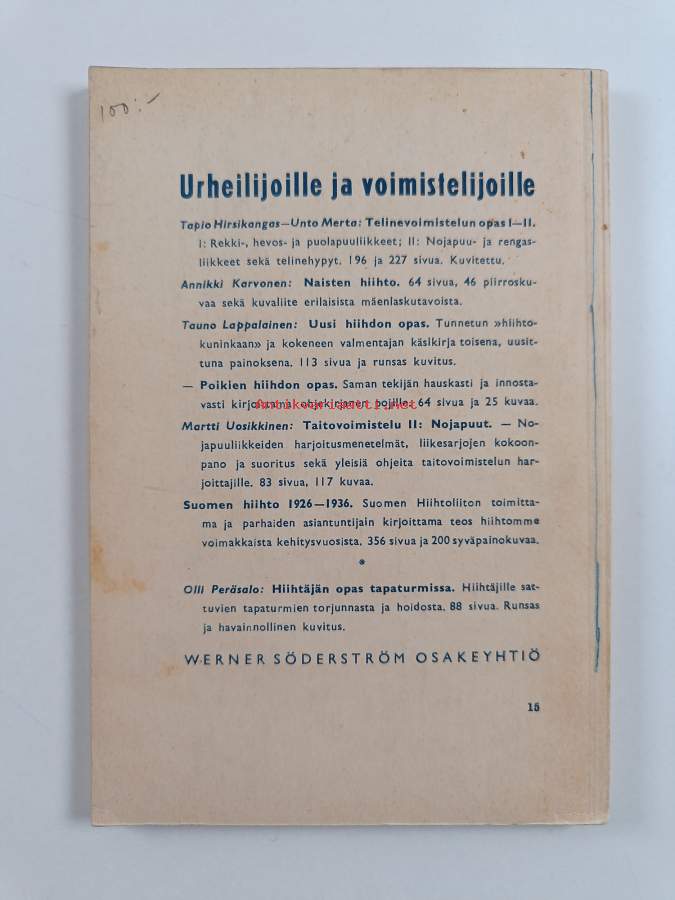 100:-
Urheilijoille ja voimistelijoille
Tapio Hirsikangas—Unto Merta: Telinevoimistelun opas I—II.
I: Rekki-, hevos- ja puolapuuliikkeet; II: Nojapuu- ja rengas-
liikkeet sekä telinehypyt. 196 ja 227 sivua. Kuvitettu.
Annikki Karvonen: Naisten hiihto. 64 sivua, 46 piirrosku-
vaa sekä kuvaliite erilaisista mäenlaskutavoista.
Tauno Lappalainen: Uusi hiihdon opas. Tunnetun »hiihto-
kuninkaan» ja kokeneen valmentajan käsikirja toisena, uusit-
tuna painoksena. 113 sivua ja runsas kuvitus.
— Poikien hiihdon opas. Saman tekijän hauskasti ja innosta-
vasti kirjoittama ohjekirjanen pojille. 64 sivua ja 25 kuvaa.
Antikvariaatti.net
Martti Uosikkinen: Taitovoimistelu II: Nojapuut. — No-
japuuliikkeiden harjoitusmenetelmät, liikesarjojen kokoon-
pano ja suoritus sekä yleisiä ohjeita taitovoimistelun har-
joittajille. 83 sivua, 117 kuvaa.
Suomen hiihto 1926—1936. Suomen Hiihtoliiton toimitta-
ma ja parhaiden asiantuntijain kirjoittama teos hiihtomme
voimakkaista kehitysvuosista. 356 sivua ja 200 syväpainokuvaa.
*
Olli Peräsalo: Hiihtäjän opas tapaturmissa. Hiihtäjille sat-
tuvien tapaturmien torjunnasta ja hoidosta. 88 sivua. Runsas
ja havainnollinen kuvitus.
WERNER SÖDERSTRÖM OSAKEYHTIÖ
15